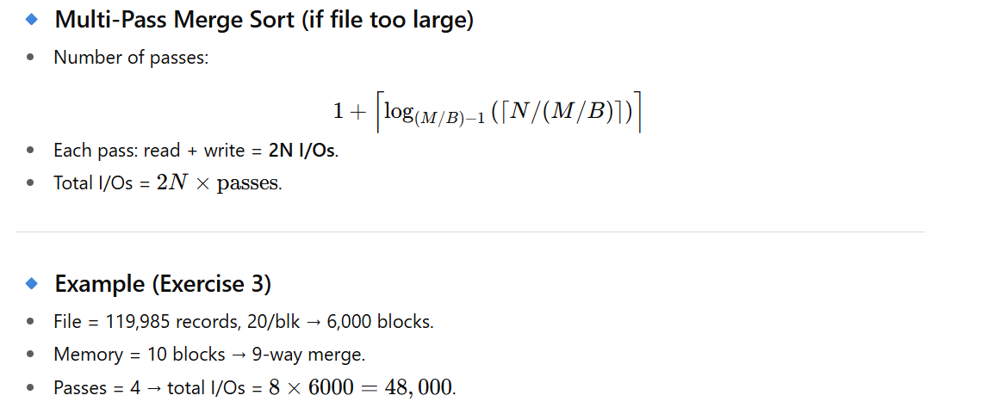 Multi-Pass Merge Sort (if file too large)
Number of passes:
1 + ⌈log_{(M/B)−1}(⌈N/(M/B)⌉)⌉
Each pass: read + write = 2N I/Os.
Total I/Os = 2N × passes.
Example (Exercise 3)
File = 119,985 records, 20/blk → 6,000 blocks.
Memory = 10 blocks → 9-way merge.
Passes = 4 → total I/Os = 8 × 6000 = 48,000.